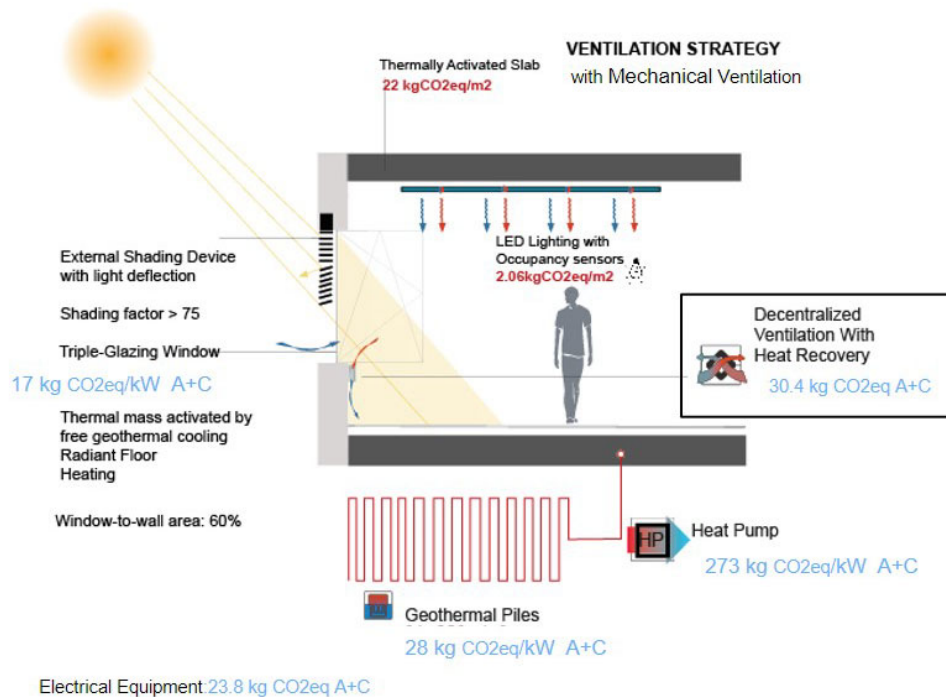 VENTILATION STRATEGY
with Mechanical Ventilation
Thermally Activated Slab
22 kgCO2eq/m2
External Shading Device
with light deflection
Shading factor > 75
Triple-Glazing Window
17 kg CO2eq/kW A+C
Thermal mass activated by
free geothermal cooling
Radiant Floor
Heating
Window-to-wall area: 60%
LED Lighting with
Occupancy sensors
2.06kgCO2eq/m2
Decentralized
Ventilation With
Heat Recovery
30.4 kg CO2eq A+C
HP
Heat Pump
273 kg CO2eq/kW A+C
Geothermal Piles
28 kg CO2eq/kW A+C
Electrical Equipment:23.8 kg CO2eq A+C